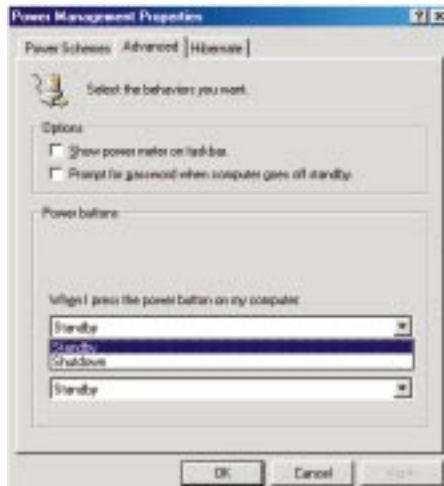 Power Management Properties
Power Schemes Advanced Hibernate
Select the behaviors you want.
Options
Show power meter on taskbar.
Prompt for password when computer goes off standby.
Power buttons
When I press the power button on my computer:
Standby
Standby
Shutdown
Standby
OK Cancel Apply